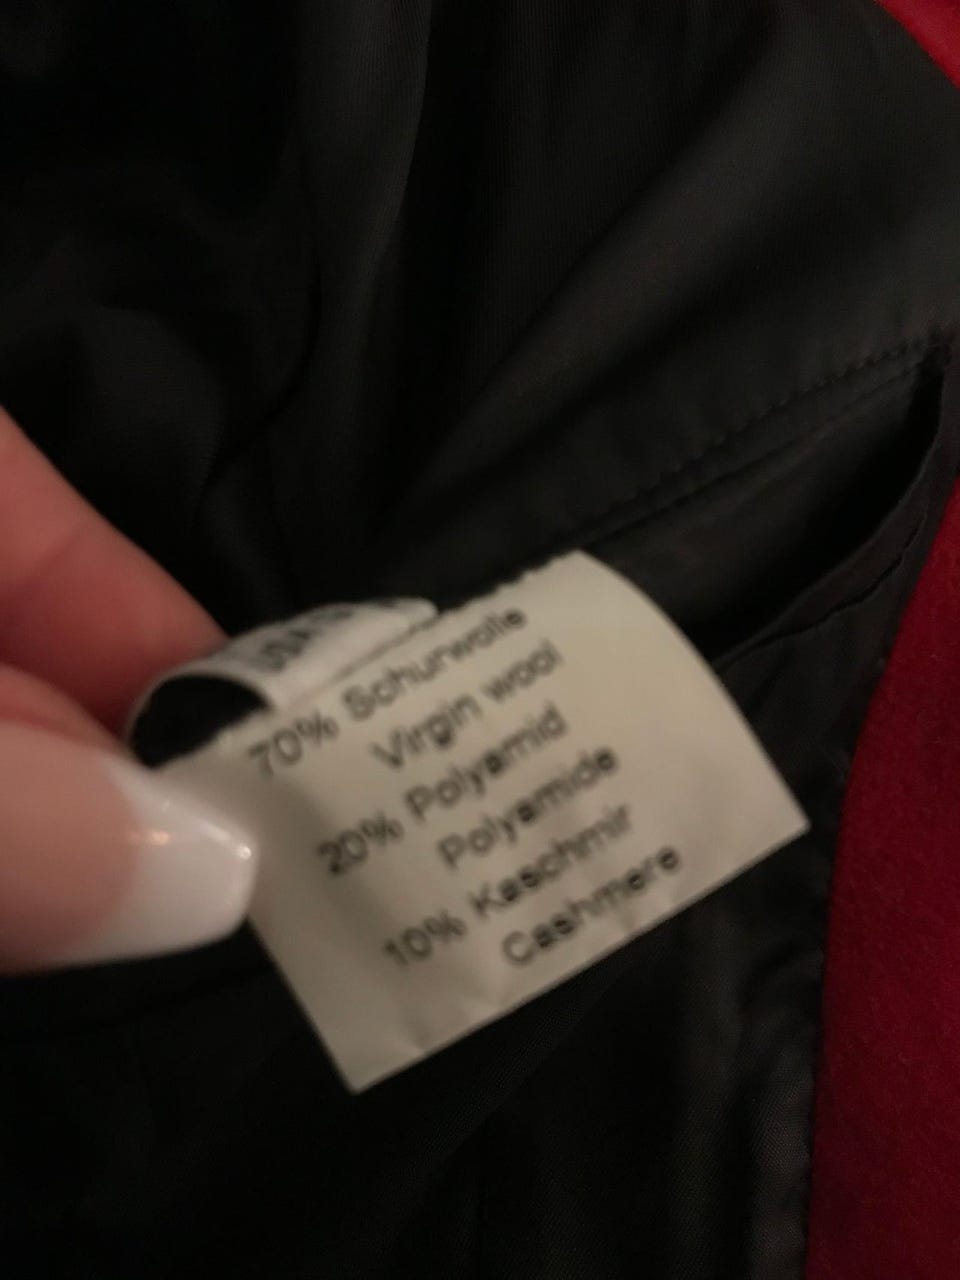 70% Schurwolle
Virgin wool
20% Polyamid
Polyamide
10% Kaschmir
Cashmere